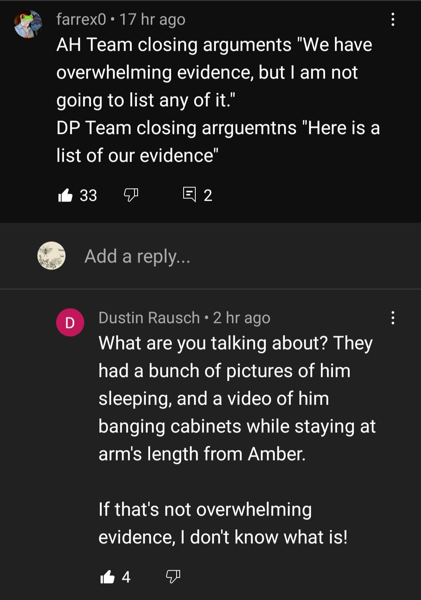 farrex0 • 17 hr ago
AH Team closing arguments "We have
overwhelming evidence, but I am not
going to list any of it."
DP Team closing arrguemtns "Here is a
list of our evidence"
33 2
Add a reply...
D
Dustin Rausch • 2 hr ago
What are you talking about? They
had a bunch of pictures of him
sleeping, and a video of him
banging cabinets while staying at
arm's length from Amber.
If that's not overwhelming
evidence, I don't know what is!
4